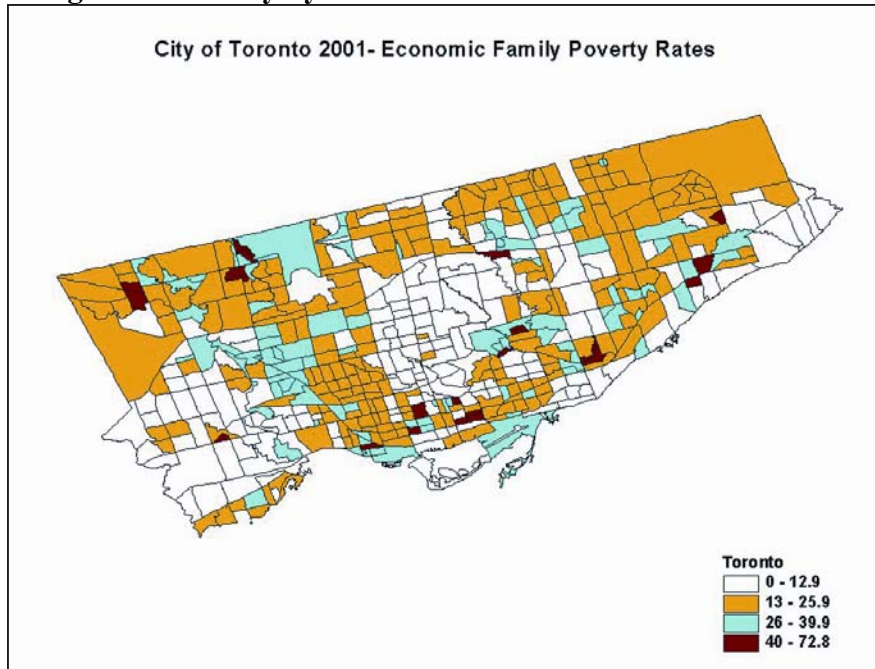 City of Toronto 2001- Economic Family Poverty Rates
Toronto
0 - 12.9
13 - 25.9
26 - 39.9
40 - 72.8